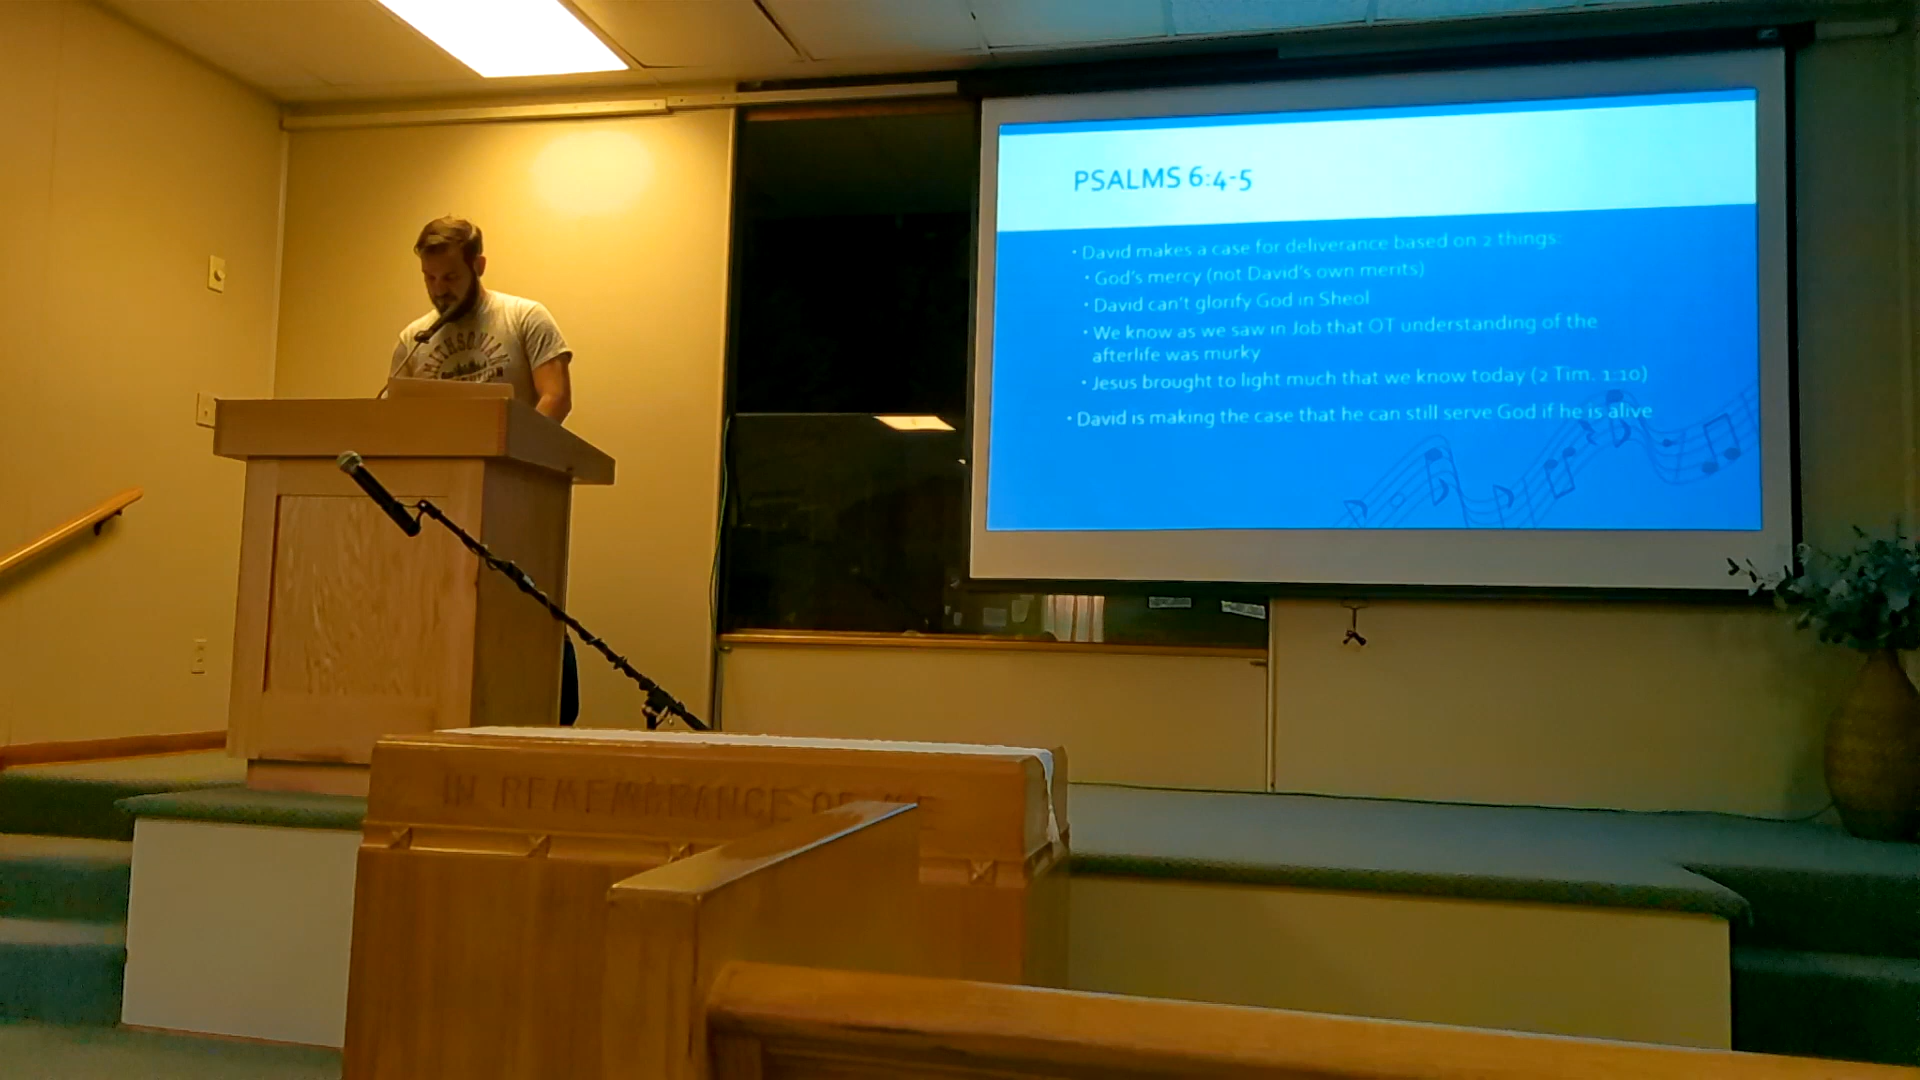 PSALMS 6:4-5
• David makes a case for deliverance based on 2 things:
• God's mercy (not David's own merits)
• David can't glorify God in Sheol
• We know as we saw in Job that OT understanding of the
afterlife was murky
• Jesus brought to light much that we know today (2 Tim. 1:10)
• David is making the case that he can still serve God if he is alive
SMITHSONIAN
IN REMEMBRANCE OF ME